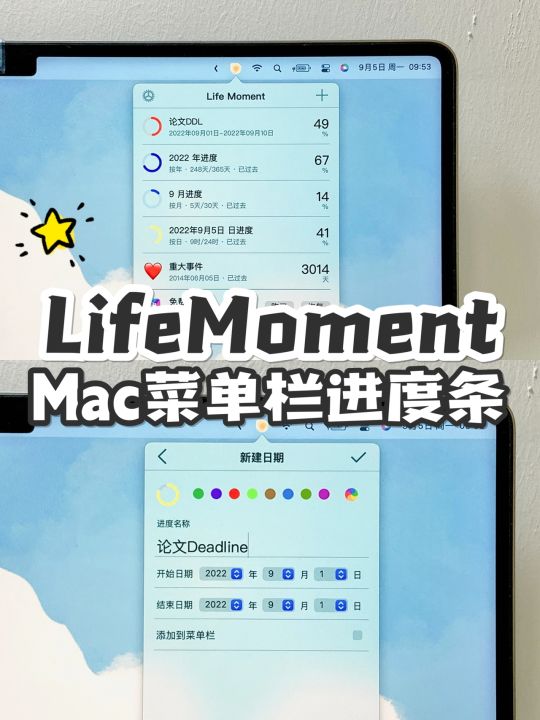 9月5日 周一 09:53
Life Moment
论文DDL
49
2022年09月01日-2022年09月10日
%
2022 年进度
67
按年 · 248天/365天 · 已过去
%
9 月进度
14
按月 · 5天/30天 · 已过去
%
2022年9月5日 日进度
41
按日 · 9时/24时 · 已过去
%
重大事件
3014
2014年06月05日 · 已过去
天
LifeMoment
Mac菜单栏进度条
新建日期
进度名称
论文Deadline
开始日期 2022 年 9 月 1 日
结束日期 2022 年 9 月 1 日
添加到菜单栏